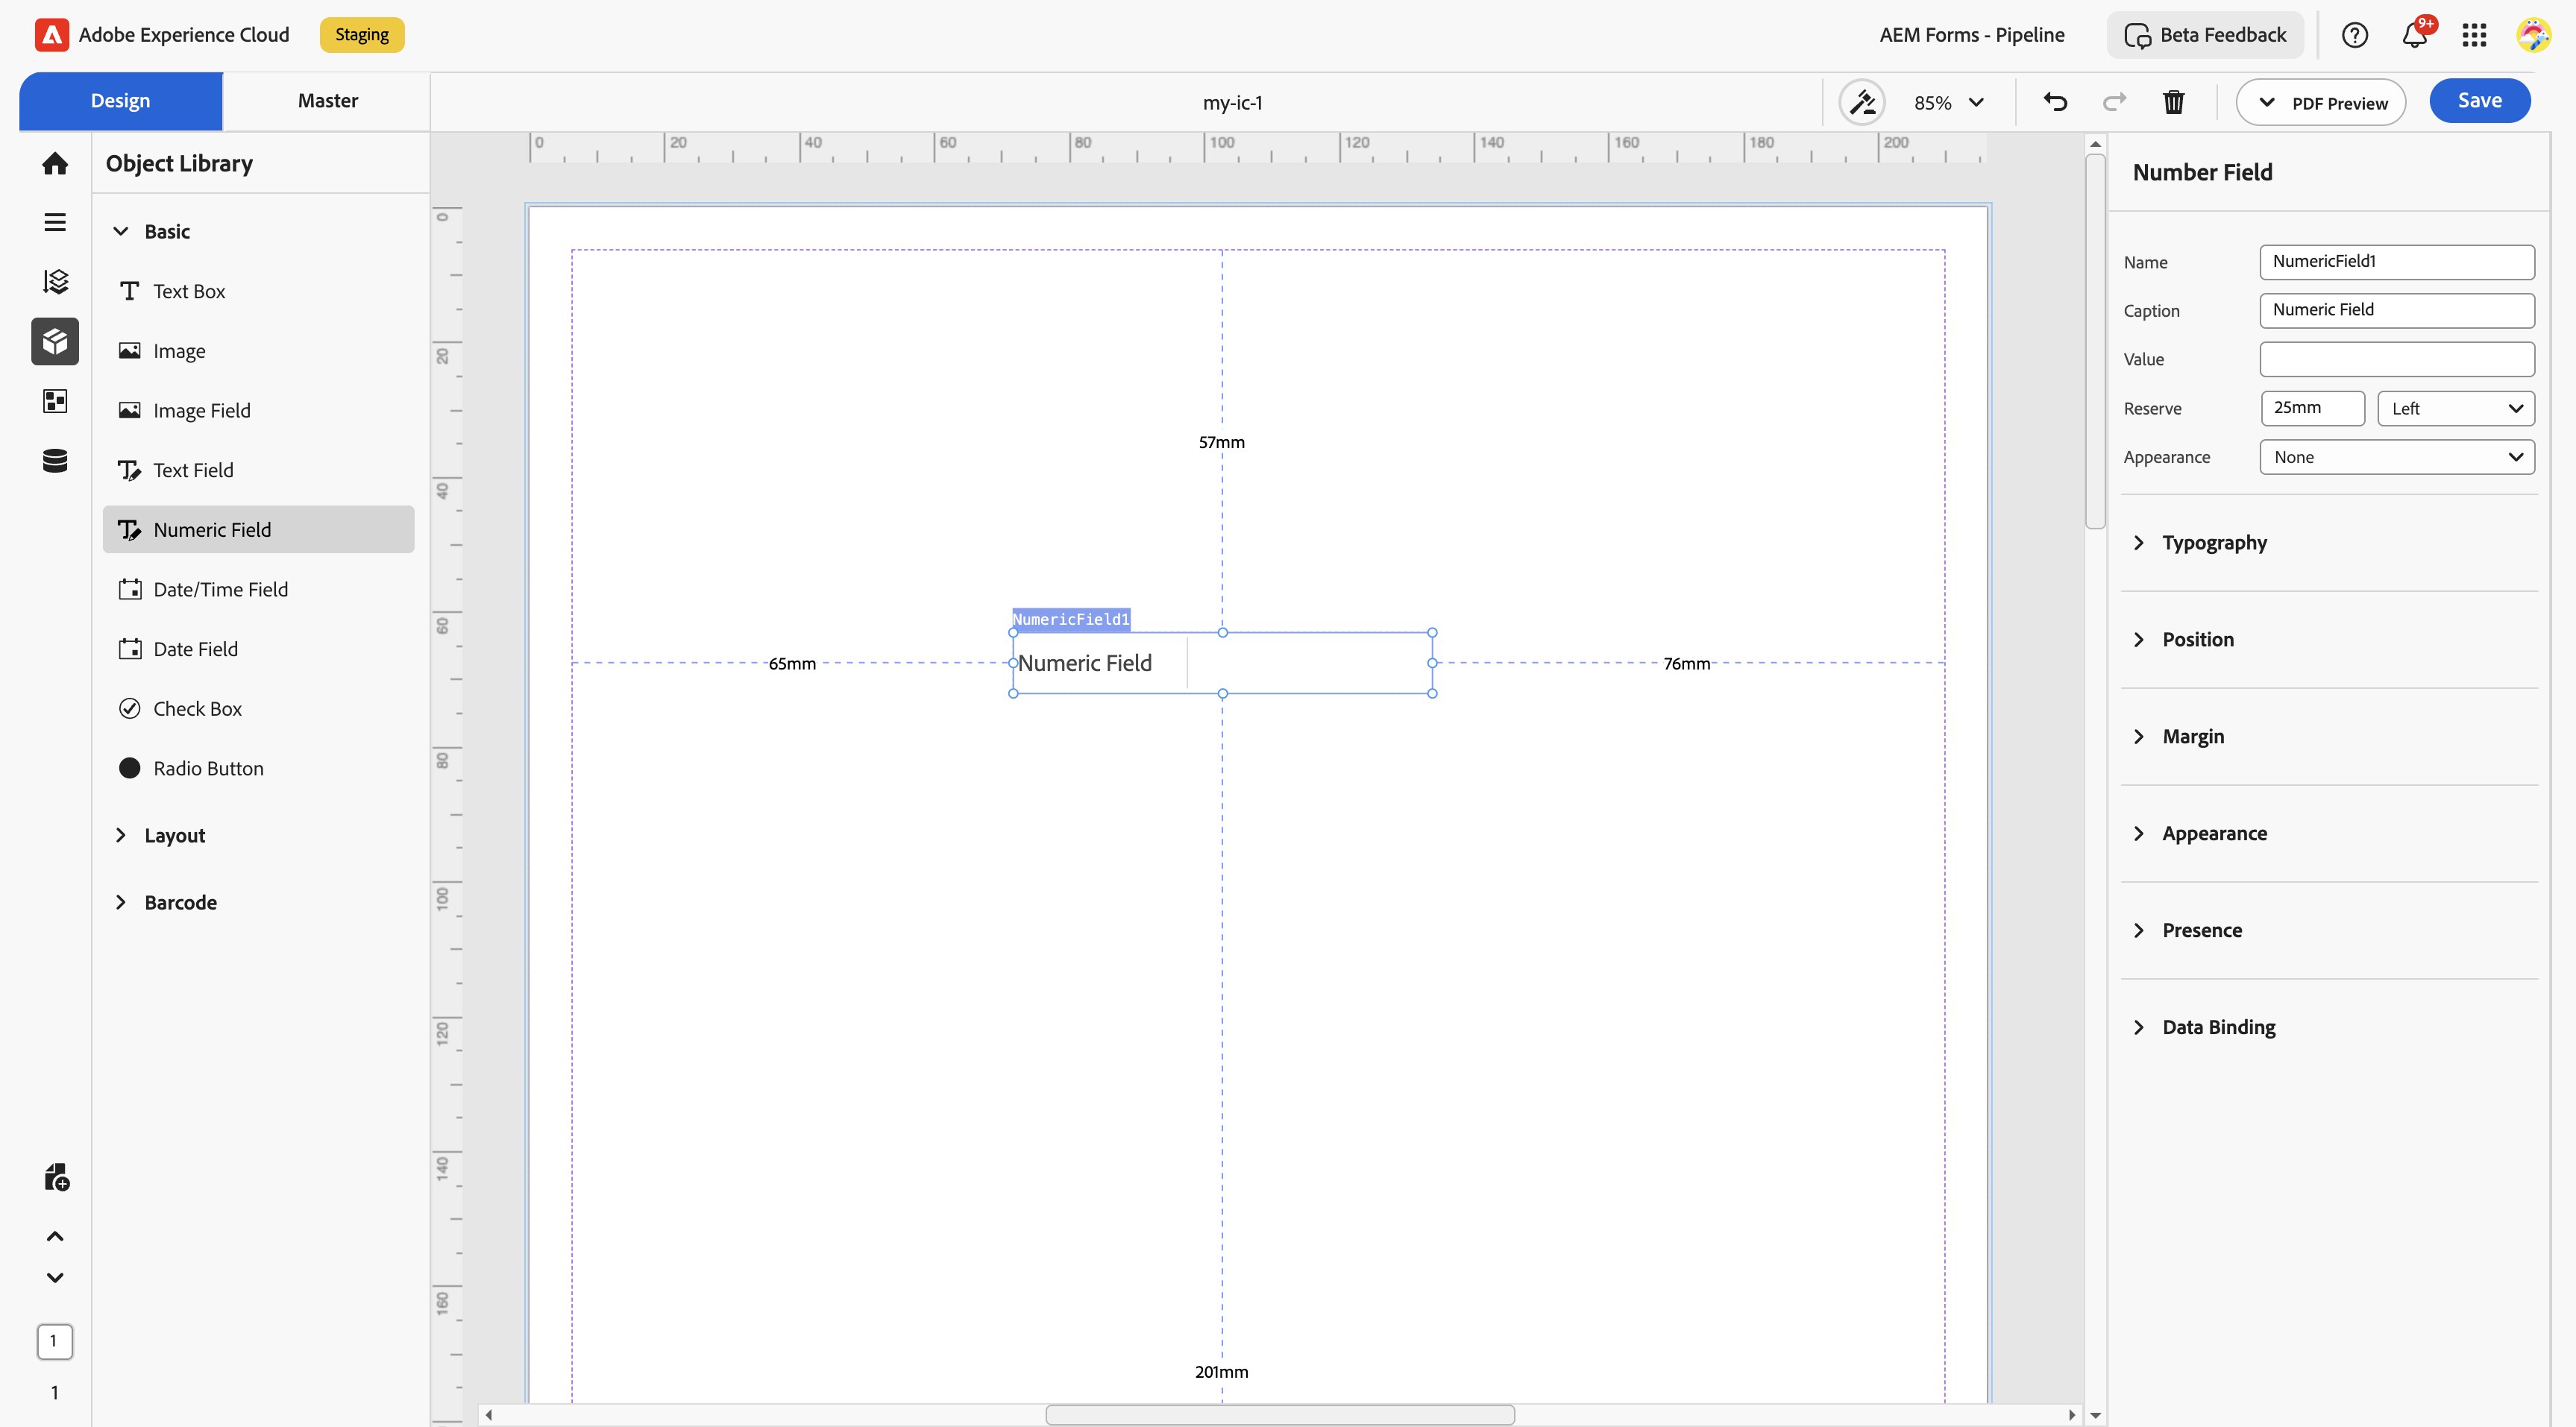 Adobe Experience Cloud
Staging
AEM Forms - Pipeline
Beta Feedback
9+
Design
Master
my-ic-1
85%
PDF Preview
Save
Object Library
Basic
Text Box
Image
Image Field
Text Field
Numeric Field
Date/Time Field
Date Field
Check Box
Radio Button
Layout
Barcode
1
1
0 20 40 60 80 100 120 140 160 180 200
0
20
40
60
80
100
120
140
160
57mm
NumericField1
65mm
Numeric Field
76mm
201mm
Number Field
Name
NumericField1
Caption
Numeric Field
Value
Reserve
25mm
Left
Appearance
None
Typography
Position
Margin
Appearance
Presence
Data Binding